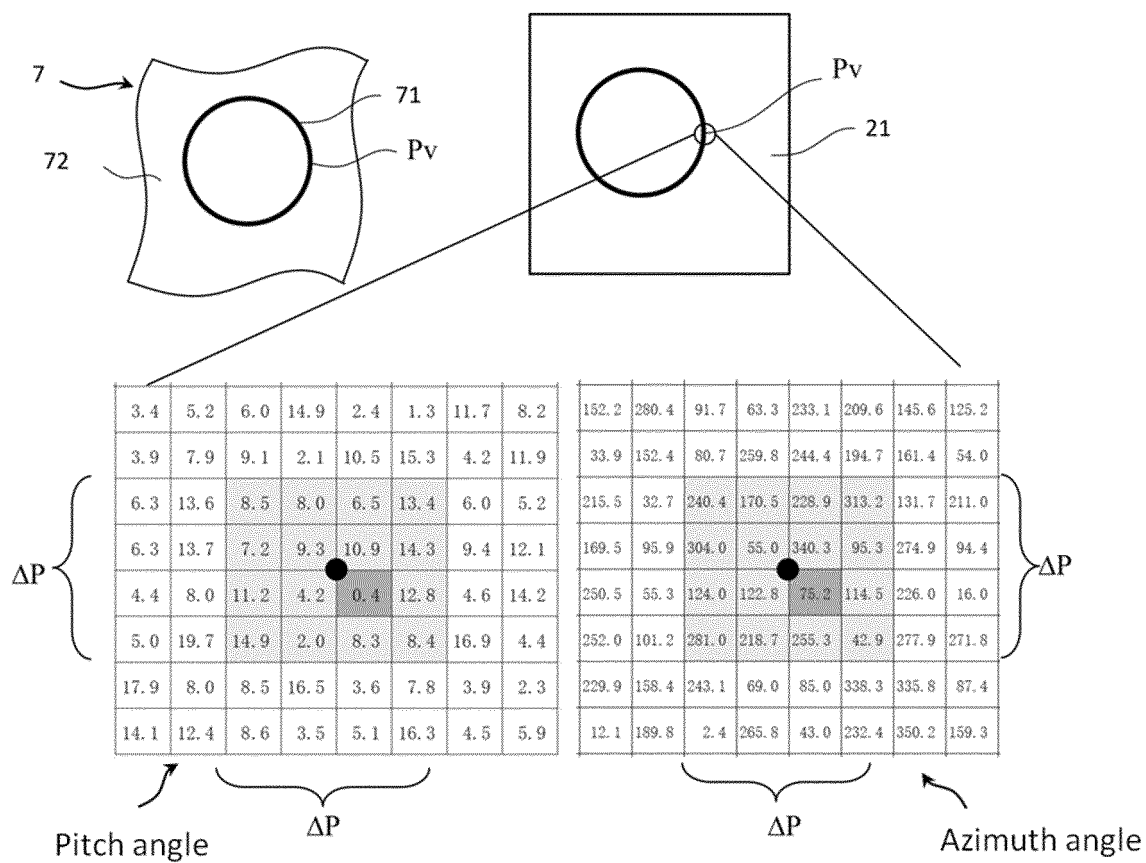 7
71
Pv
72
Pv
21
3.4 5.2 6.0 14.9 2.4 1.3 11.7 8.2
3.9 7.9 9.1 2.1 10.5 15.3 4.2 11.9
6.3 13.6 8.5 8.0 6.5 13.4 6.0 5.2
6.3 13.7 7.2 9.3 10.9 14.3 9.4 12.1
4.4 8.0 11.2 4.2 0.4 12.8 4.6 14.2
5.0 19.7 14.9 2.0 8.3 8.4 16.9 4.4
17.9 8.0 8.5 16.5 3.6 7.8 3.9 2.3
14.1 12.4 8.6 3.5 5.1 16.3 4.5 5.9
ΔP
ΔP
Pitch angle
152.2 280.4 91.7 63.3 233.1 209.6 145.6 125.2
33.9 152.4 80.7 259.8 244.4 194.7 161.4 54.0
215.5 32.7 240.4 170.5 228.9 313.2 131.7 211.0
169.5 95.9 304.0 55.0 340.3 95.3 274.9 94.4
250.5 55.3 124.0 122.8 75.2 114.5 226.0 16.0
252.0 101.2 281.0 218.7 255.3 42.9 277.9 271.8
229.9 158.4 243.1 69.0 85.0 338.3 335.8 87.4
12.1 189.8 2.4 265.8 43.0 232.4 350.2 159.3
ΔP
ΔP
Azimuth angle